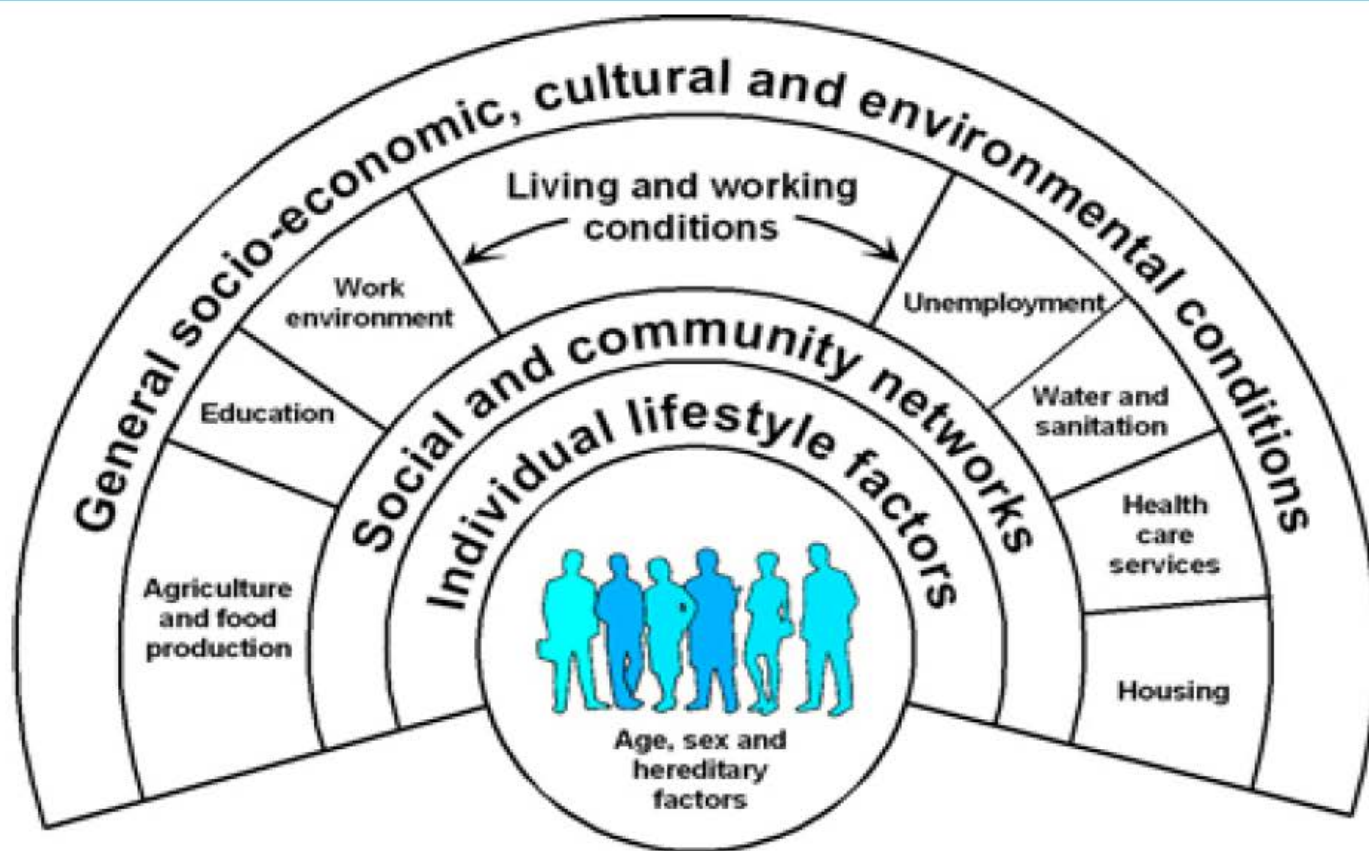 General socio-economic, cultural and environmental conditions
Living and working
conditions
Work
environment
Unemployment
Education
Water and
sanitation
Agriculture
and food
production
Health
care
services
Housing
Social and community networks
Individual lifestyle factors
Age, sex and
hereditary
factors